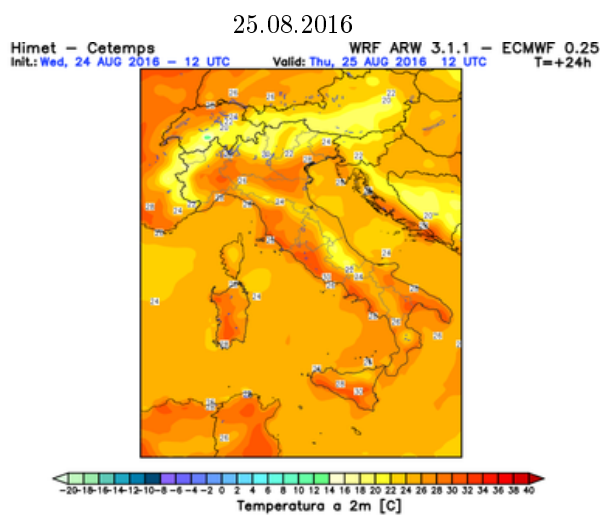 25.08.2016
Himet – Cetemps WRF ARW 3.1.1 – ECMWF 0.25
Init.: Wed, 24 AUG 2016 – 12 UTC Valid: Thu, 25 AUG 2016 12 UTC T=+24h
-20-18-16-14-12-10-8 -6 -4 -2 0 2 4 6 8 10 12 14 16 18 20 22 24 26 28 30 32 34 36 38 40
Temperatura a 2m [C]